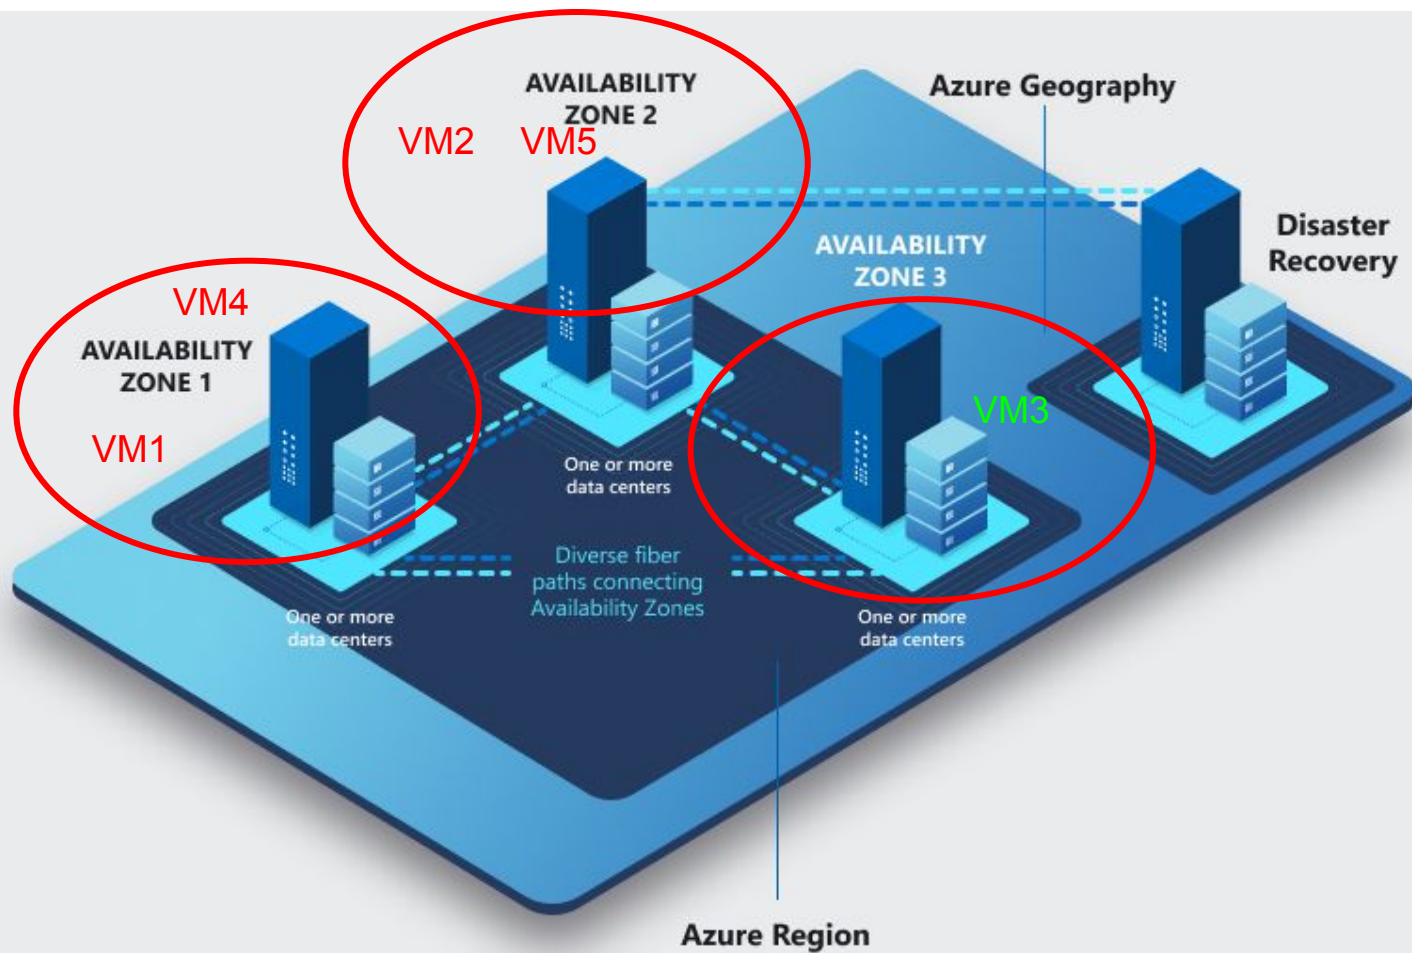 AVAILABILITY
ZONE 2
VM2 VM5
Azure Geography
Disaster
Recovery
AVAILABILITY
ZONE 3
VM4
AVAILABILITY
ZONE 1
VM1
VM3
One or more
data centers
Diverse fiber
paths connecting
Availability Zones
One or more
data centers
One or more
data centers
Azure Region